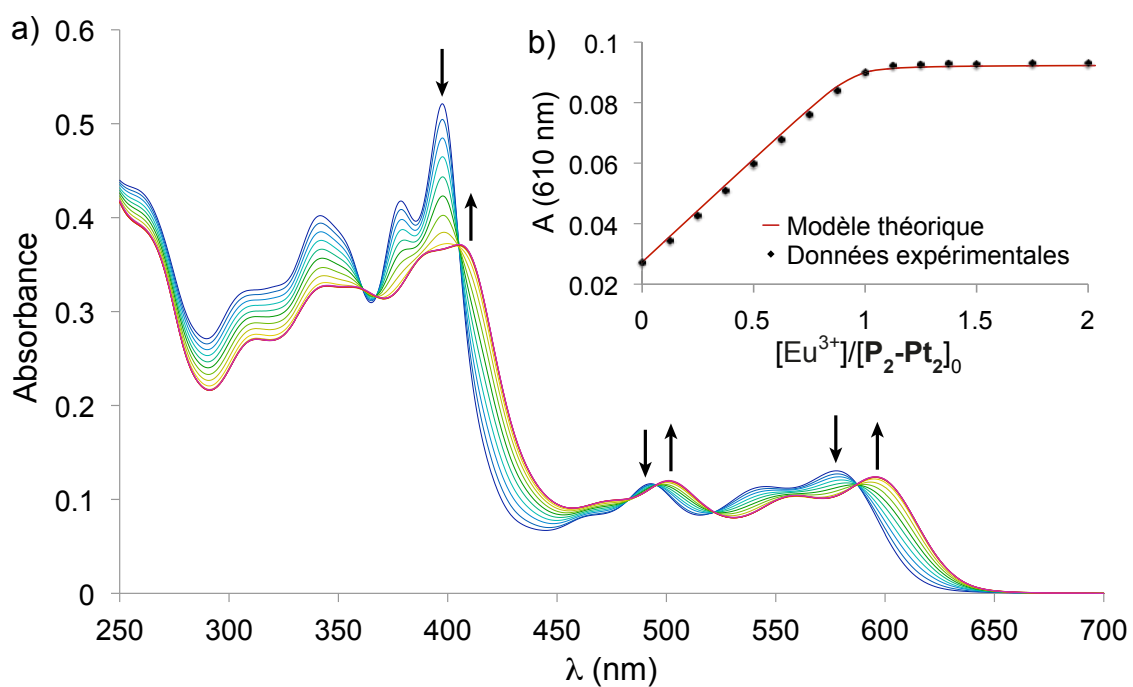 a)
Absorbance
0.6
0.5
0.4
0.3
0.2
0.1
0
250 300 350 400 450 500 550 600 650 700
λ (nm)
b)
A (610 nm)
0.1
0.08
0.06
0.04
0.02
0 0.5 1 1.5 2
[Eu³⁺]/[P₂-Pt₂]₀
Modèle théorique
Données expérimentales